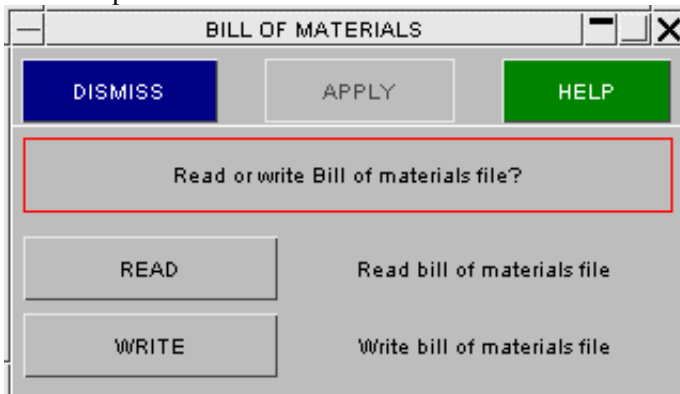 BILL OF MATERIALS
DISMISS APPLY HELP
Read or write Bill of materials file?
READ Read bill of materials file
WRITE Write bill of materials file